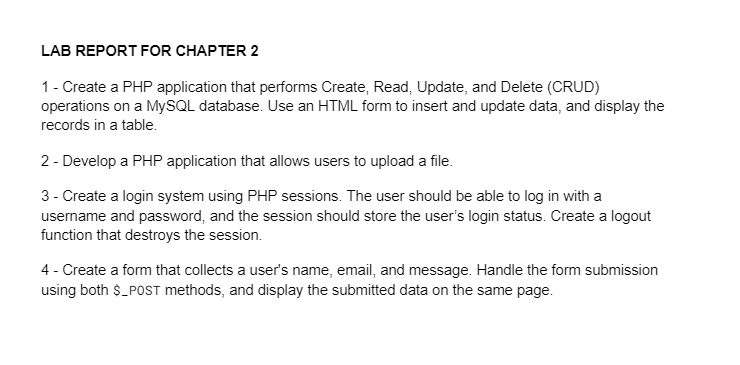 LAB REPORT FOR CHAPTER 2
1 - Create a PHP application that performs Create, Read, Update, and Delete (CRUD)
operations on a MySQL database. Use an HTML form to insert and update data, and display the
records in a table.
2 - Develop a PHP application that allows users to upload a file.
3 - Create a login system using PHP sessions. The user should be able to log in with a
username and password, and the session should store the user’s login status. Create a logout
function that destroys the session.
4 - Create a form that collects a user's name, email, and message. Handle the form submission
using both $_POST methods, and display the submitted data on the same page.